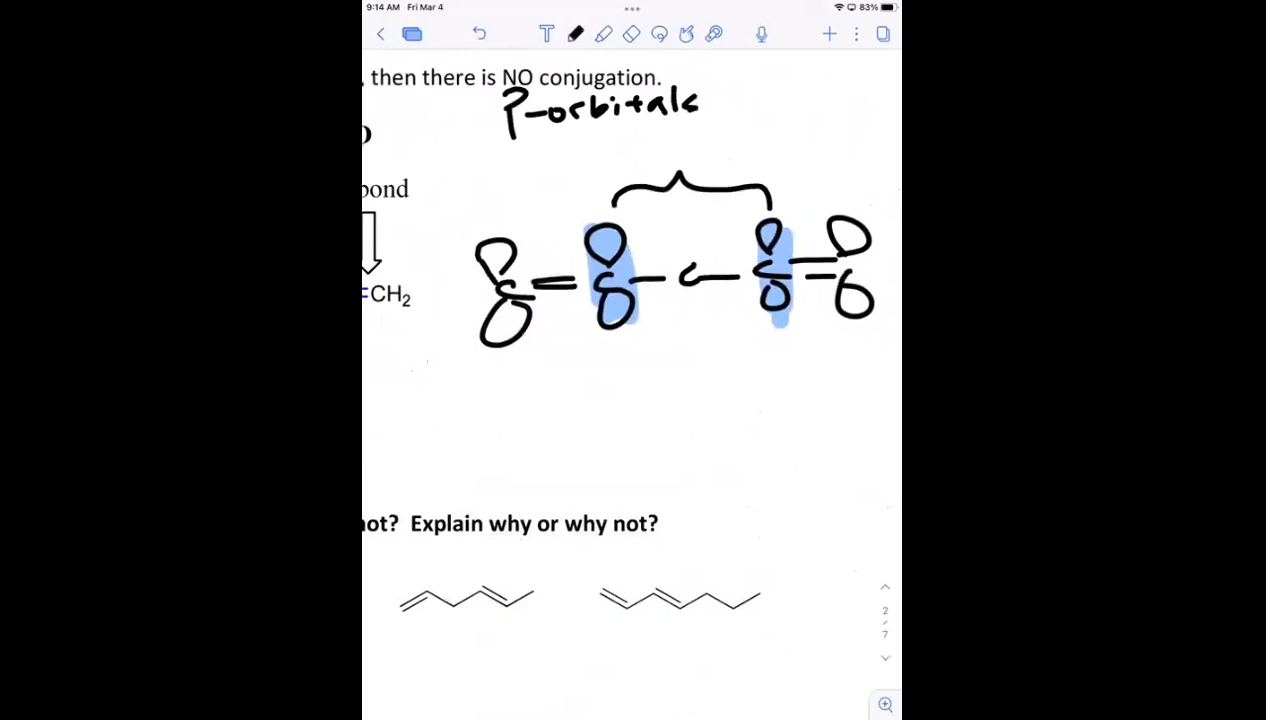 9:14 AM Fri Mar 4
83%
T
, then there is NO conjugation.
P-orbitals
bond
=CH₂
C=C-C-C=
not? Explain why or why not?
2
/
7